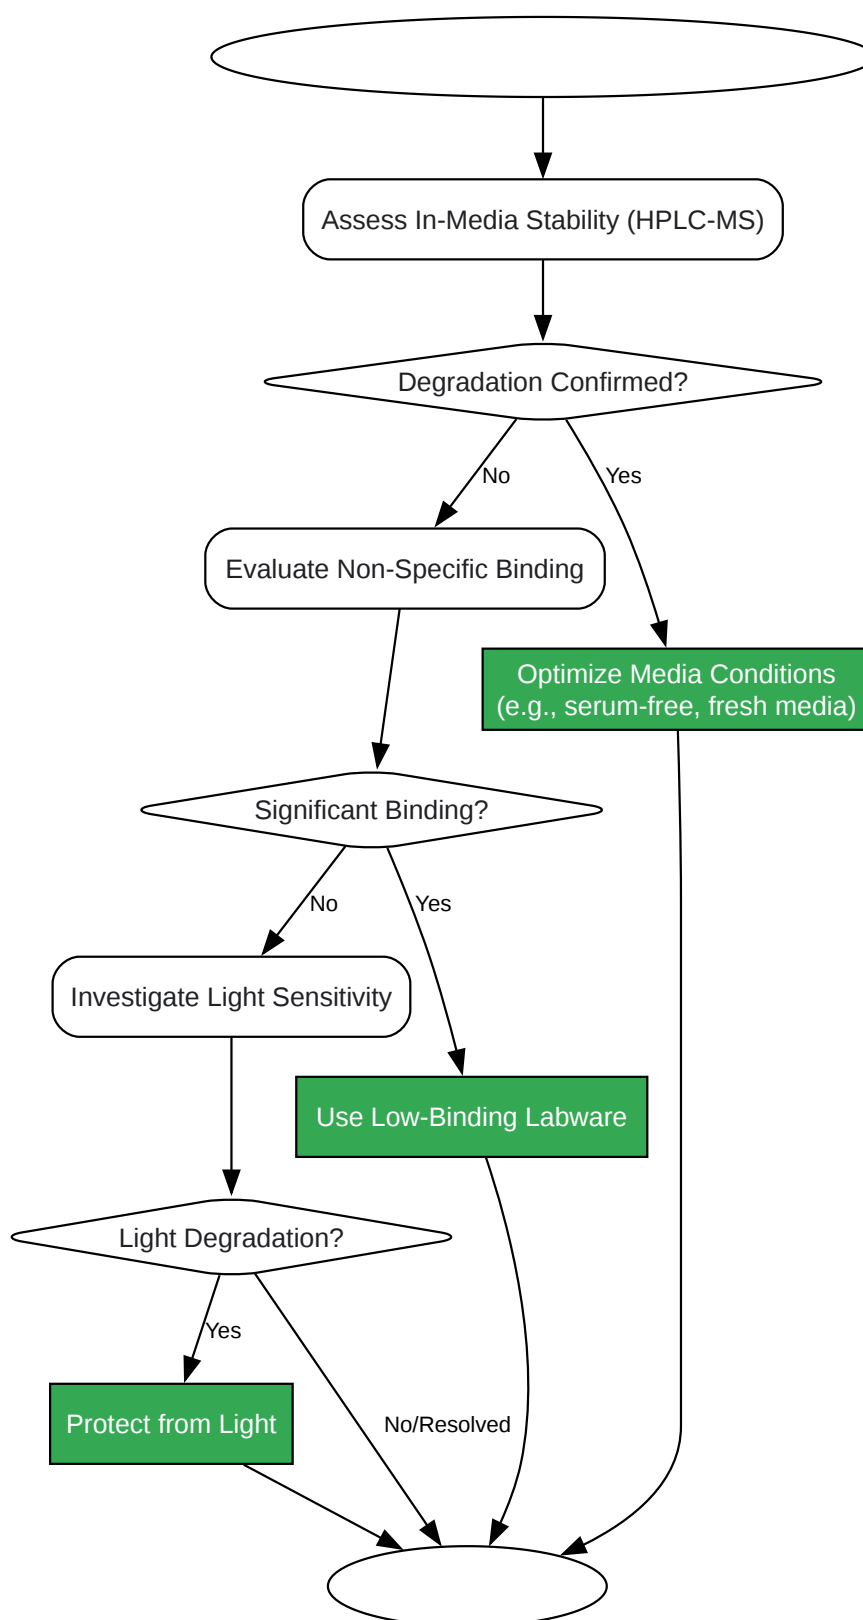 Assess In-Media Stability (HPLC-MS)
Degradation Confirmed?
No
Yes
Evaluate Non-Specific Binding
Optimize Media Conditions
(e.g., serum-free, fresh media)
Significant Binding?
No
Yes
Investigate Light Sensitivity
Use Low-Binding Labware
Light Degradation?
Yes
Protect from Light
No/Resolved